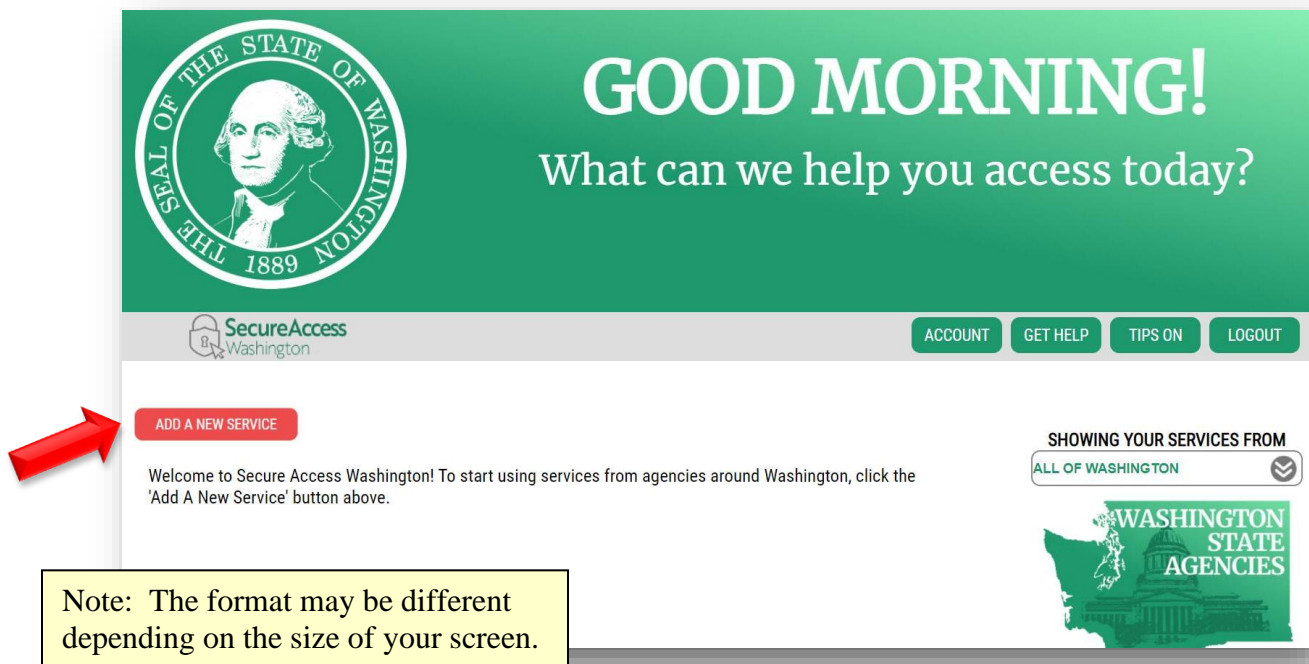 THE SEAL OF THE STATE OF WASHINGTON
1889
GOOD MORNING!
What can we help you access today?
SecureAccess
Washington
ACCOUNT
GET HELP
TIPS ON
LOGOUT
ADD A NEW SERVICE
Welcome to Secure Access Washington! To start using services from agencies around Washington, click the
'Add A New Service' button above.
SHOWING YOUR SERVICES FROM
ALL OF WASHINGTON
WASHINGTON
STATE
AGENCIES
Note:  The format may be different
depending on the size of your screen.